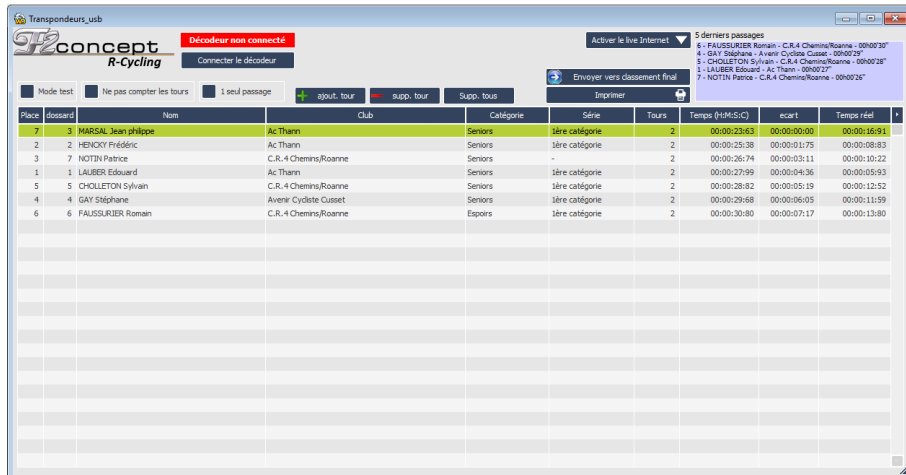 Transpondeurs_usb
F2concept
R-Cycling
Décodeur non connecté
Connecter le décodeur
Activer le live Internet
Envoyer vers classement final
Imprimer
5 derniers passages
6 - FAUSSURIER Romain - C.R.4 Chemins/Roanne - 00h00'30"
4 - GAY Stéphane - Avenir Cycliste Cusset - 00h00'29"
5 - CHOLLETON Sylvain - C.R.4 Chemins/Roanne - 00h00'28"
1 - LAUBER Edouard - Ac Thann - 00h00'27"
7 - NOTIN Patrice - C.R.4 Chemins/Roanne - 00h00'26"
Mode test Ne pas compter les tours 1 seul passage ajout. tour supp. tour Supp. tous
Place dossard Nom Club Catégorie Série Tours Temps (H:M:S:C) ecart Temps réel
7 3 MARSAL Jean philippe Ac Thann Seniors 1ère catégorie 2 00:00:23:63 00:00:00:00 00:00:16:91
2 2 HENCKY Frédéric Ac Thann Seniors 1ère catégorie 2 00:00:25:38 00:00:01:75 00:00:08:83
3 7 NOTIN Patrice C.R.4 Chemins/Roanne Seniors - 2 00:00:26:74 00:00:03:11 00:00:10:22
1 1 LAUBER Edouard Ac Thann Seniors 1ère catégorie 2 00:00:27:99 00:00:04:36 00:00:05:93
5 5 CHOLLETON Sylvain C.R.4 Chemins/Roanne Seniors 1ère catégorie 2 00:00:28:82 00:00:05:19 00:00:12:52
4 4 GAY Stéphane Avenir Cycliste Cusset Seniors 1ère catégorie 2 00:00:29:68 00:00:06:05 00:00:11:59
6 6 FAUSSURIER Romain C.R.4 Chemins/Roanne Espoirs 1ère catégorie 2 00:00:30:80 00:00:07:17 00:00:13:80